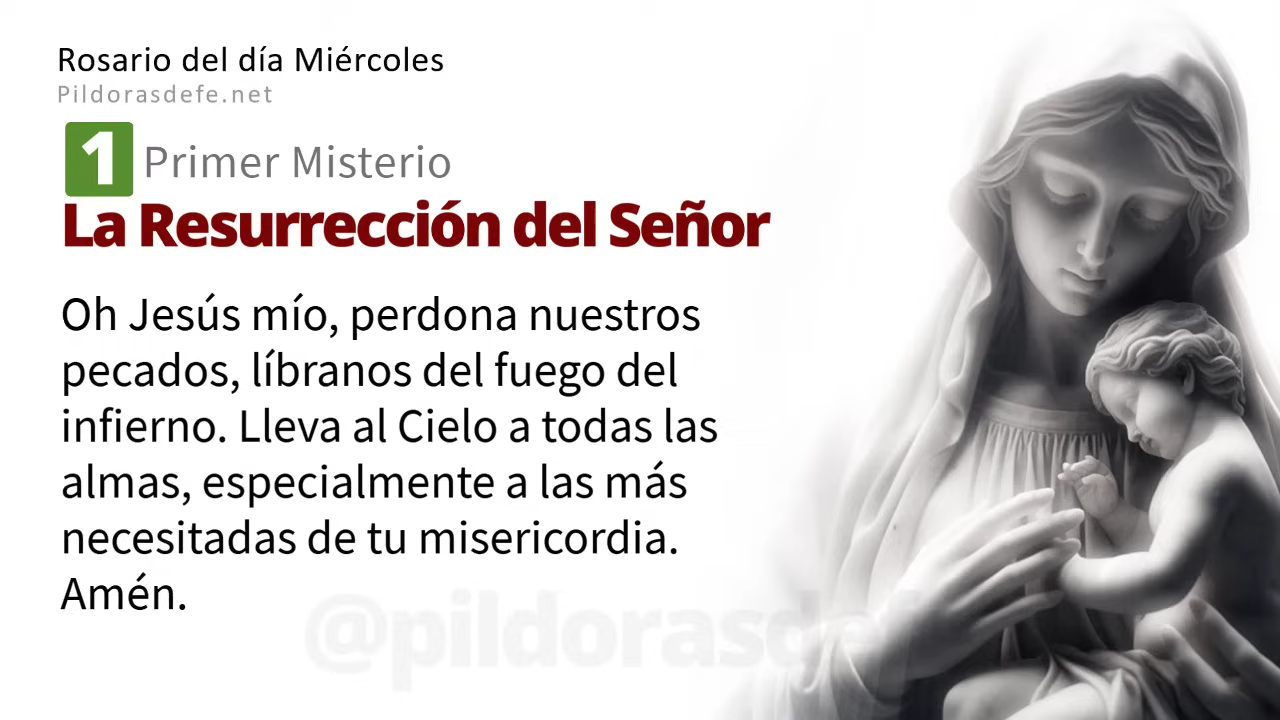 Rosario del día Miércoles
Pildorasdefe.net
1 Primer Misterio
La Resurrección del Señor
Oh Jesús mío, perdona nuestros
pecados, líbranos del fuego del
infierno. Lleva al Cielo a todas las
almas, especialmente a las más
necesitadas de tu misericordia.
Amén.